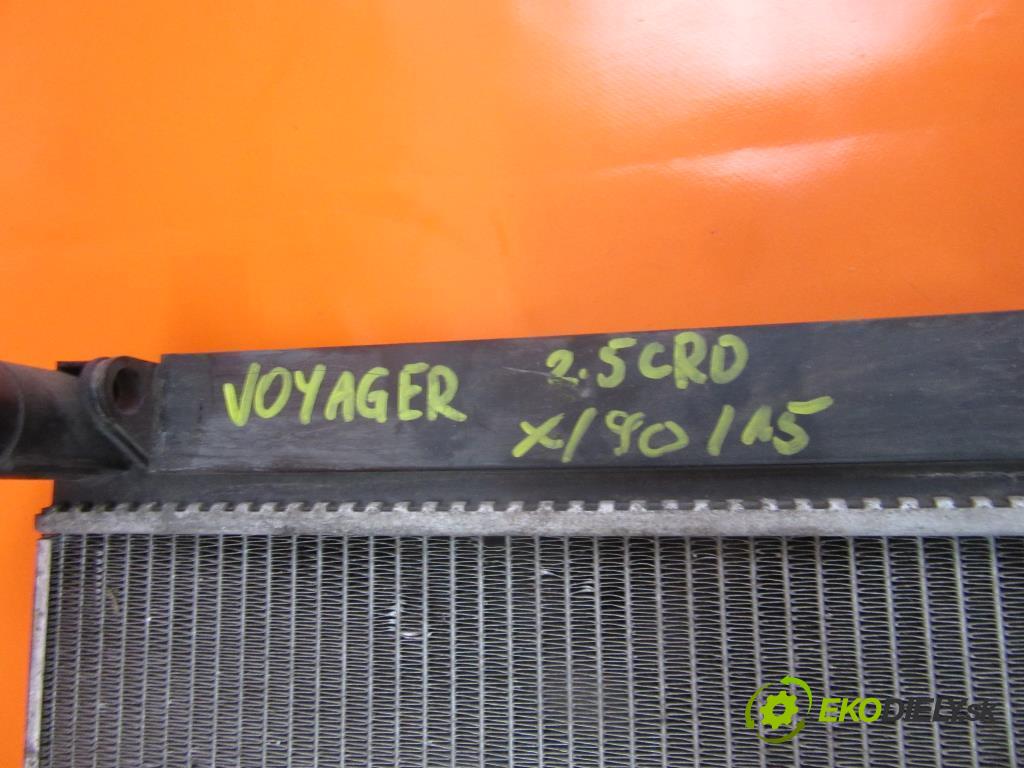 VOYAGER 2.5CRD
X/90/15
EKODIELY.sk